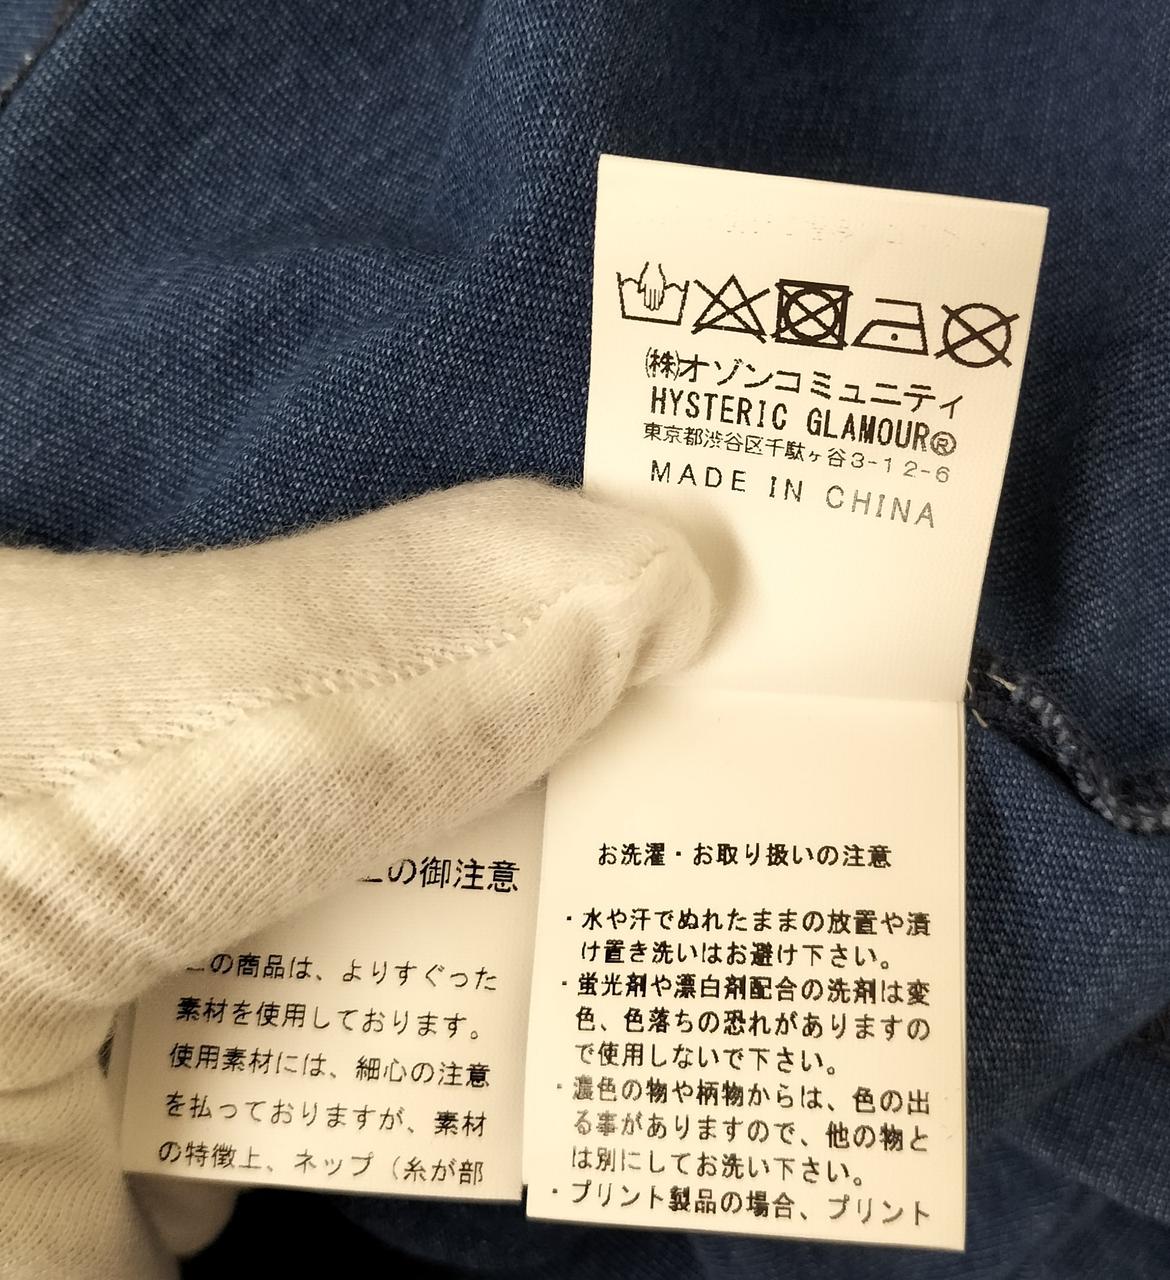 ㈱オゾンコミュニティ
HYSTERIC GLAMOUR®
東京都渋谷区千駄ヶ谷3-12-6
MADE IN CHINA
お洗濯・お取り扱いの注意
・水や汗でぬれたままの放置や漬
け置き洗いはお避け下さい。
・蛍光剤や漂白剤配合の洗剤は変
色、色落ちの恐れがありますの
で使用しないで下さい。
・濃色の物や柄物からは、色の出
る事がありますので、他の物と
は別にしてお洗い下さい。
・プリント製品の場合、プリント
の御注意
の商品は、よりすぐった
素材を使用しております。
使用素材には、細心の注意
を払っておりますが、素材
の特徴上、ネップ（糸が部